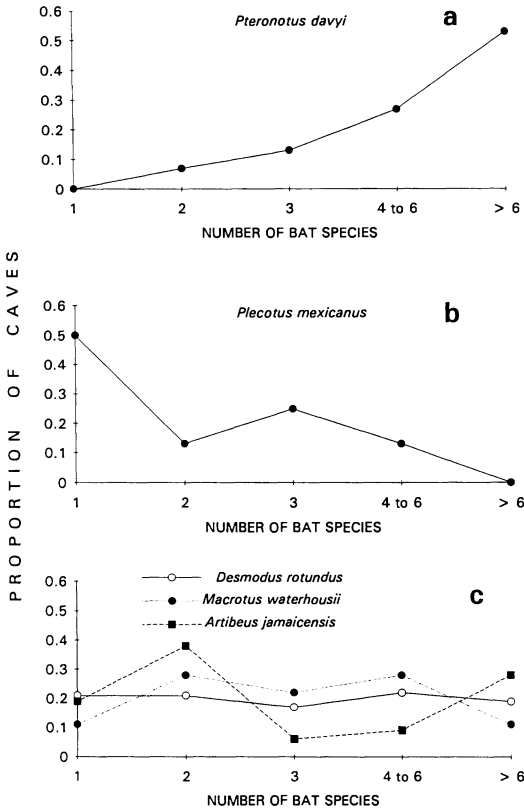 PROPORTION OF CAVES
Pteronotus davyi
a
0.6
0.5
0.4
0.3
0.2
0.1
0
1 2 3 4 to 6 > 6
NUMBER OF BAT SPECIES
Plecotus mexicanus
b
0.6
0.5
0.4
0.3
0.2
0.1
0
1 2 3 4 to 6 > 6
NUMBER OF BAT SPECIES
c
Desmodus rotundus
Macrotus waterhousii
Artibeus jamaicensis
0.6
0.5
0.4
0.3
0.2
0.1
0
1 2 3 4 to 6 > 6
NUMBER OF BAT SPECIES